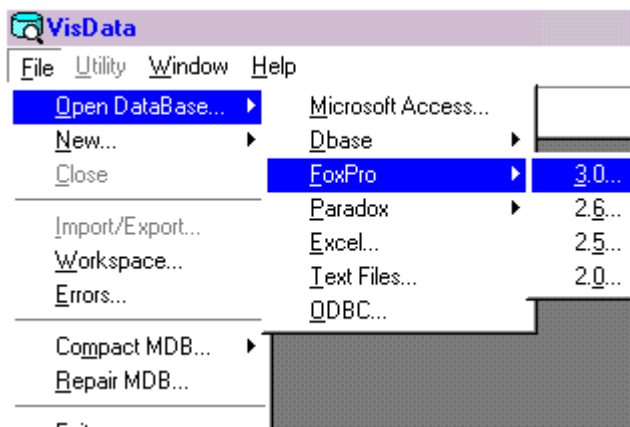 VisData
File Utility Window Help
Open DataBase...
New...
Close
Import/Export...
Workspace...
Errors...
Compact MDB...
Repair MDB...
Microsoft Access...
Dbase
FoxPro
Paradox
Excel...
Text Files...
ODBC...
3.0...
2.6...
2.5...
2.0...